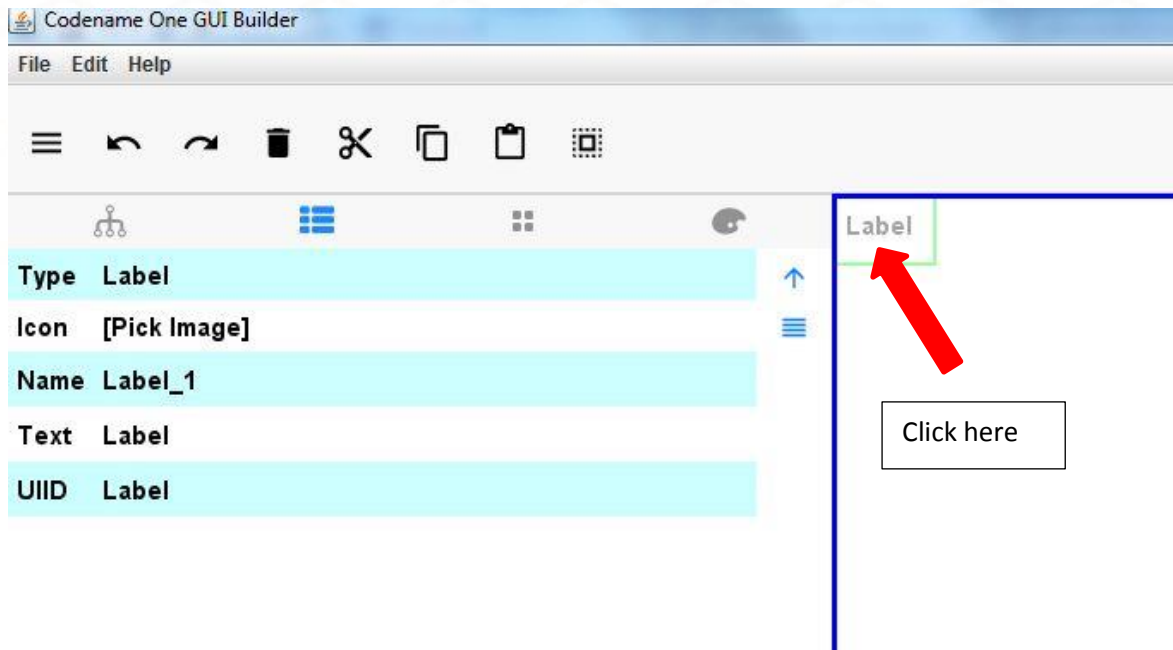 Codename One GUI Builder
File Edit Help
Label
Type Label
Icon [Pick Image]
Name Label_1
Text Label
UIID Label
Click here